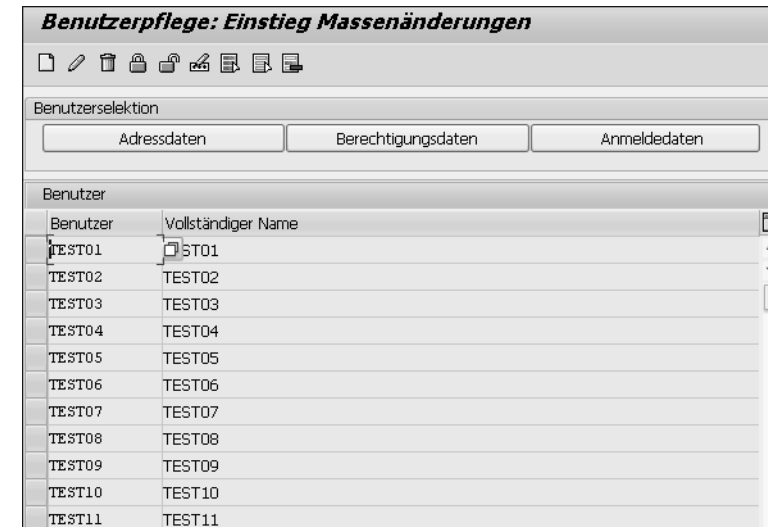 Benutzerpflege: Einstieg Massenänderungen
Benutzerselektion
Adressdaten Berechtigungsdaten Anmeldedaten
Benutzer
Benutzer Vollständiger Name
TEST01 ST01
TEST02 TEST02
TEST03 TEST03
TEST04 TEST04
TEST05 TEST05
TEST06 TEST06
TEST07 TEST07
TEST08 TEST08
TEST09 TEST09
TEST10 TEST10
TEST11 TEST11